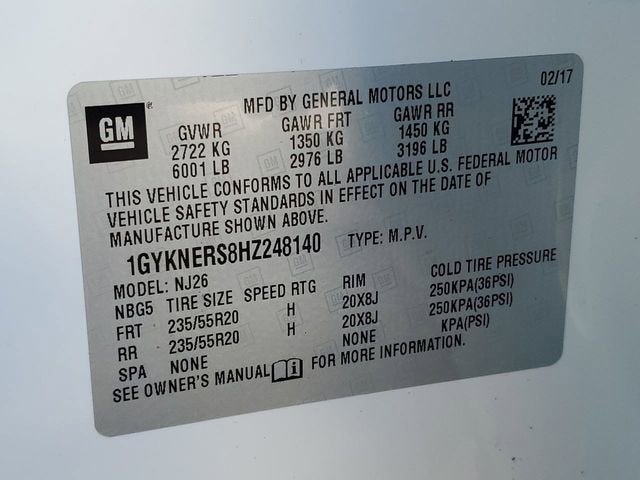 MFD BY GENERAL MOTORS LLC 02/17
GM
GVWR GAWR FRT GAWR RR
2722 KG 1350 KG 1450 KG
6001 LB 2976 LB 3196 LB
THIS VEHICLE CONFORMS TO ALL APPLICABLE U.S. FEDERAL MOTOR
VEHICLE SAFETY STANDARDS IN EFFECT ON THE DATE OF
MANUFACTURE SHOWN ABOVE.
1GYKNERS8HZ248140 TYPE: M.P.V.
MODEL: NJ26
NBG5 TIRE SIZE SPEED RTG RIM COLD TIRE PRESSURE
FRT 235/55R20 H 20X8J 250KPA(36PSI)
RR 235/55R20 H 20X8J 250KPA(36PSI)
SPA NONE NONE KPA(PSI)
SEE OWNER'S MANUAL FOR MORE INFORMATION.